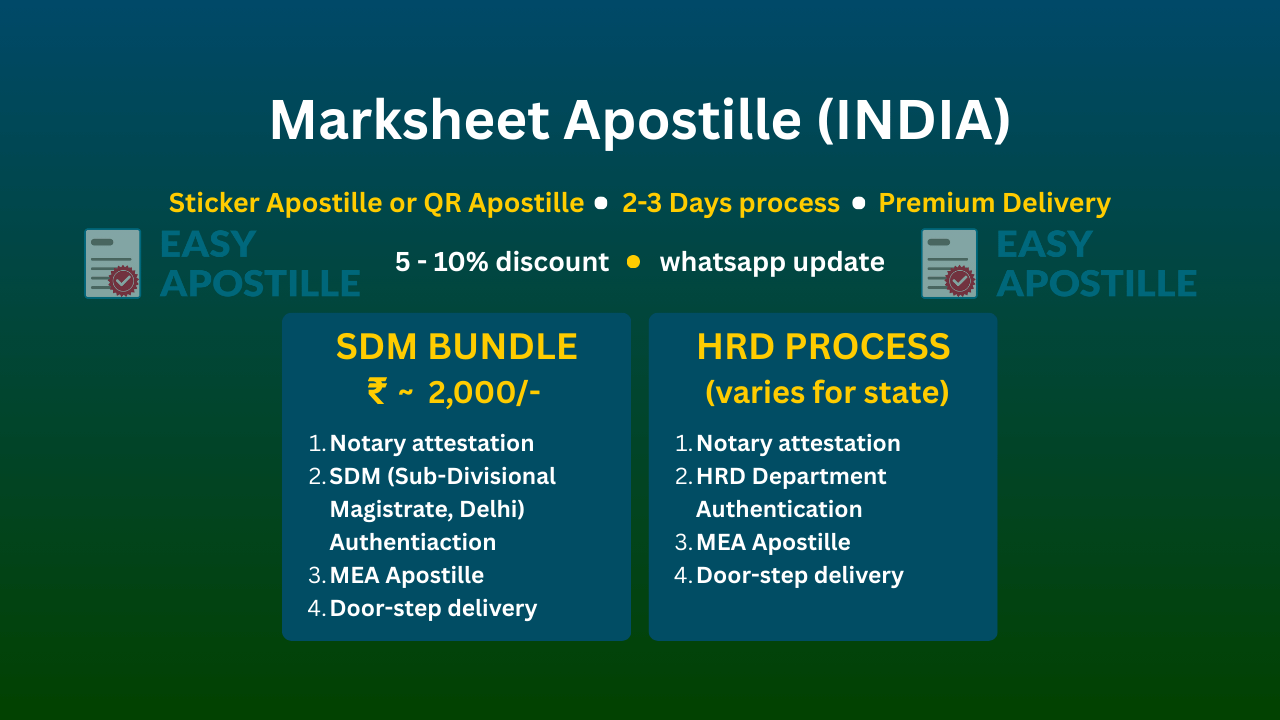 Marksheet Apostille (INDIA)
Sticker Apostille or QR Apostille • 2-3 Days process • Premium Delivery
5 - 10% discount • whatsapp update
EASY
APOSTILLE
EASY
APOSTILLE
SDM BUNDLE
₹ ~ 2,000/-
1. Notary attestation
2. SDM (Sub-Divisional
Magistrate, Delhi)
Authentiaction
3. MEA Apostille
4. Door-step delivery
HRD PROCESS
(varies for state)
1. Notary attestation
2. HRD Department
Authentication
3. MEA Apostille
4. Door-step delivery